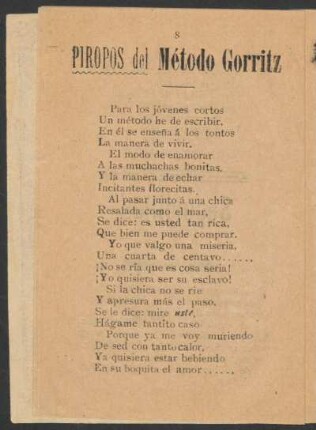 8
PIROPOS del Método Gorritz
Para los jóvenes cortos
Un método he de escribir.
En él se enseña á los tontos
La manera de vivir.
El modo de enamorar
A las muchachas bonitas,
Y la manera de echar
Incitantes florecitas.
Al pasar junto á una chica
Resalada como el mar,
Se dice: es usted tan rica,
Que bien me puede comprar.
Yo que valgo una miseria,
Una cuarta de centavo......
¡No se ría que es cosa seria!
¡Yo quisiera ser su esclavo!
Si la chica no se ríe
Y apresura más el paso,
Se le dice: mire usté,
Hágame tantito caso
Porque ya me voy muriendo
De sed con tanto calor,
Ya quisiera estar bebiendo
En su boquita el amor......